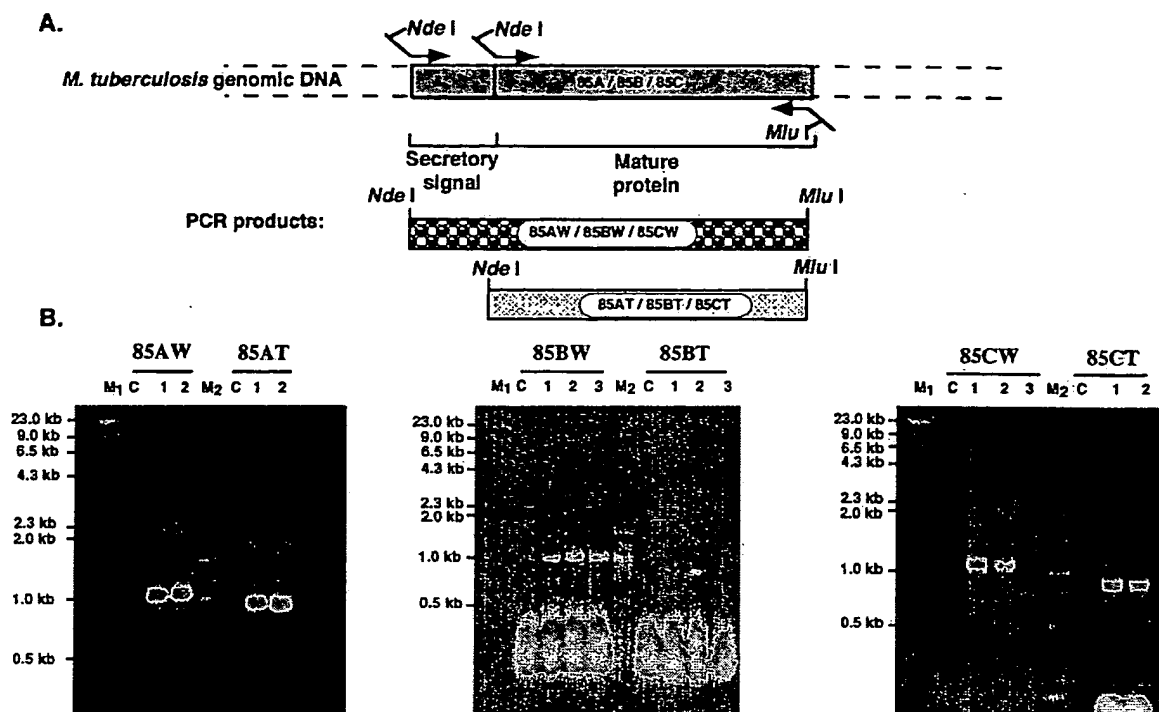 A.
Nde I Nde I
M. tuberculosis genomic DNA
85A / 85B / 85C
Mlu I
Secretory signal
Mature protein
Nde I Mlu I
PCR products:
85AW / 85BW / 85CW
Nde I Mlu I
85AT / 85BT / 85CT
B.
85AW 85AT
M1 C 1 2 M2 C 1 2
23.0 kb
9.0 kb
6.5 kb
4.3 kb
2.3 kb
2.0 kb
1.0 kb
0.5 kb
85BW 85BT
M1 C 1 2 3 M2 C 1 2 3
23.0 kb
9.0 kb
6.5 kb
4.3 kb
2.3 kb
2.0 kb
1.0 kb
0.5 kb
85CW 85CT
M1 C 1 2 3 M2 C 1 2
23.0 kb
9.0 kb
6.5 kb
4.3 kb
2.3 kb
2.0 kb
1.0 kb
0.5 kb